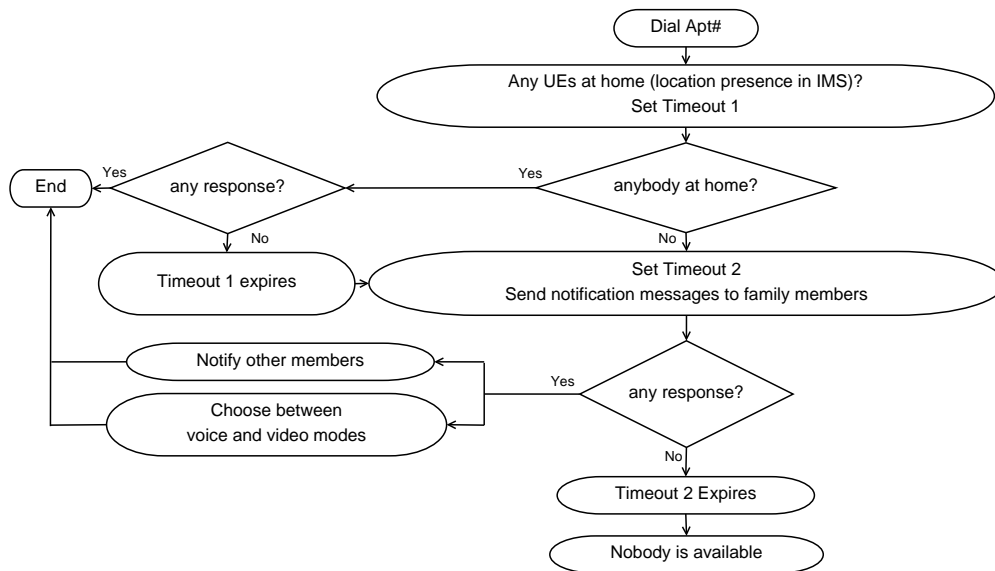 Dial Apt#
Any UEs at home (location presence in IMS)?
Set Timeout 1
End
Yes
any response?
Yes
anybody at home?
No
No
Timeout 1 expires
Set Timeout 2
Send notification messages to family members
Notify other members
Yes
any response?
Choose between
voice and video modes
No
Timeout 2 Expires
Nobody is available